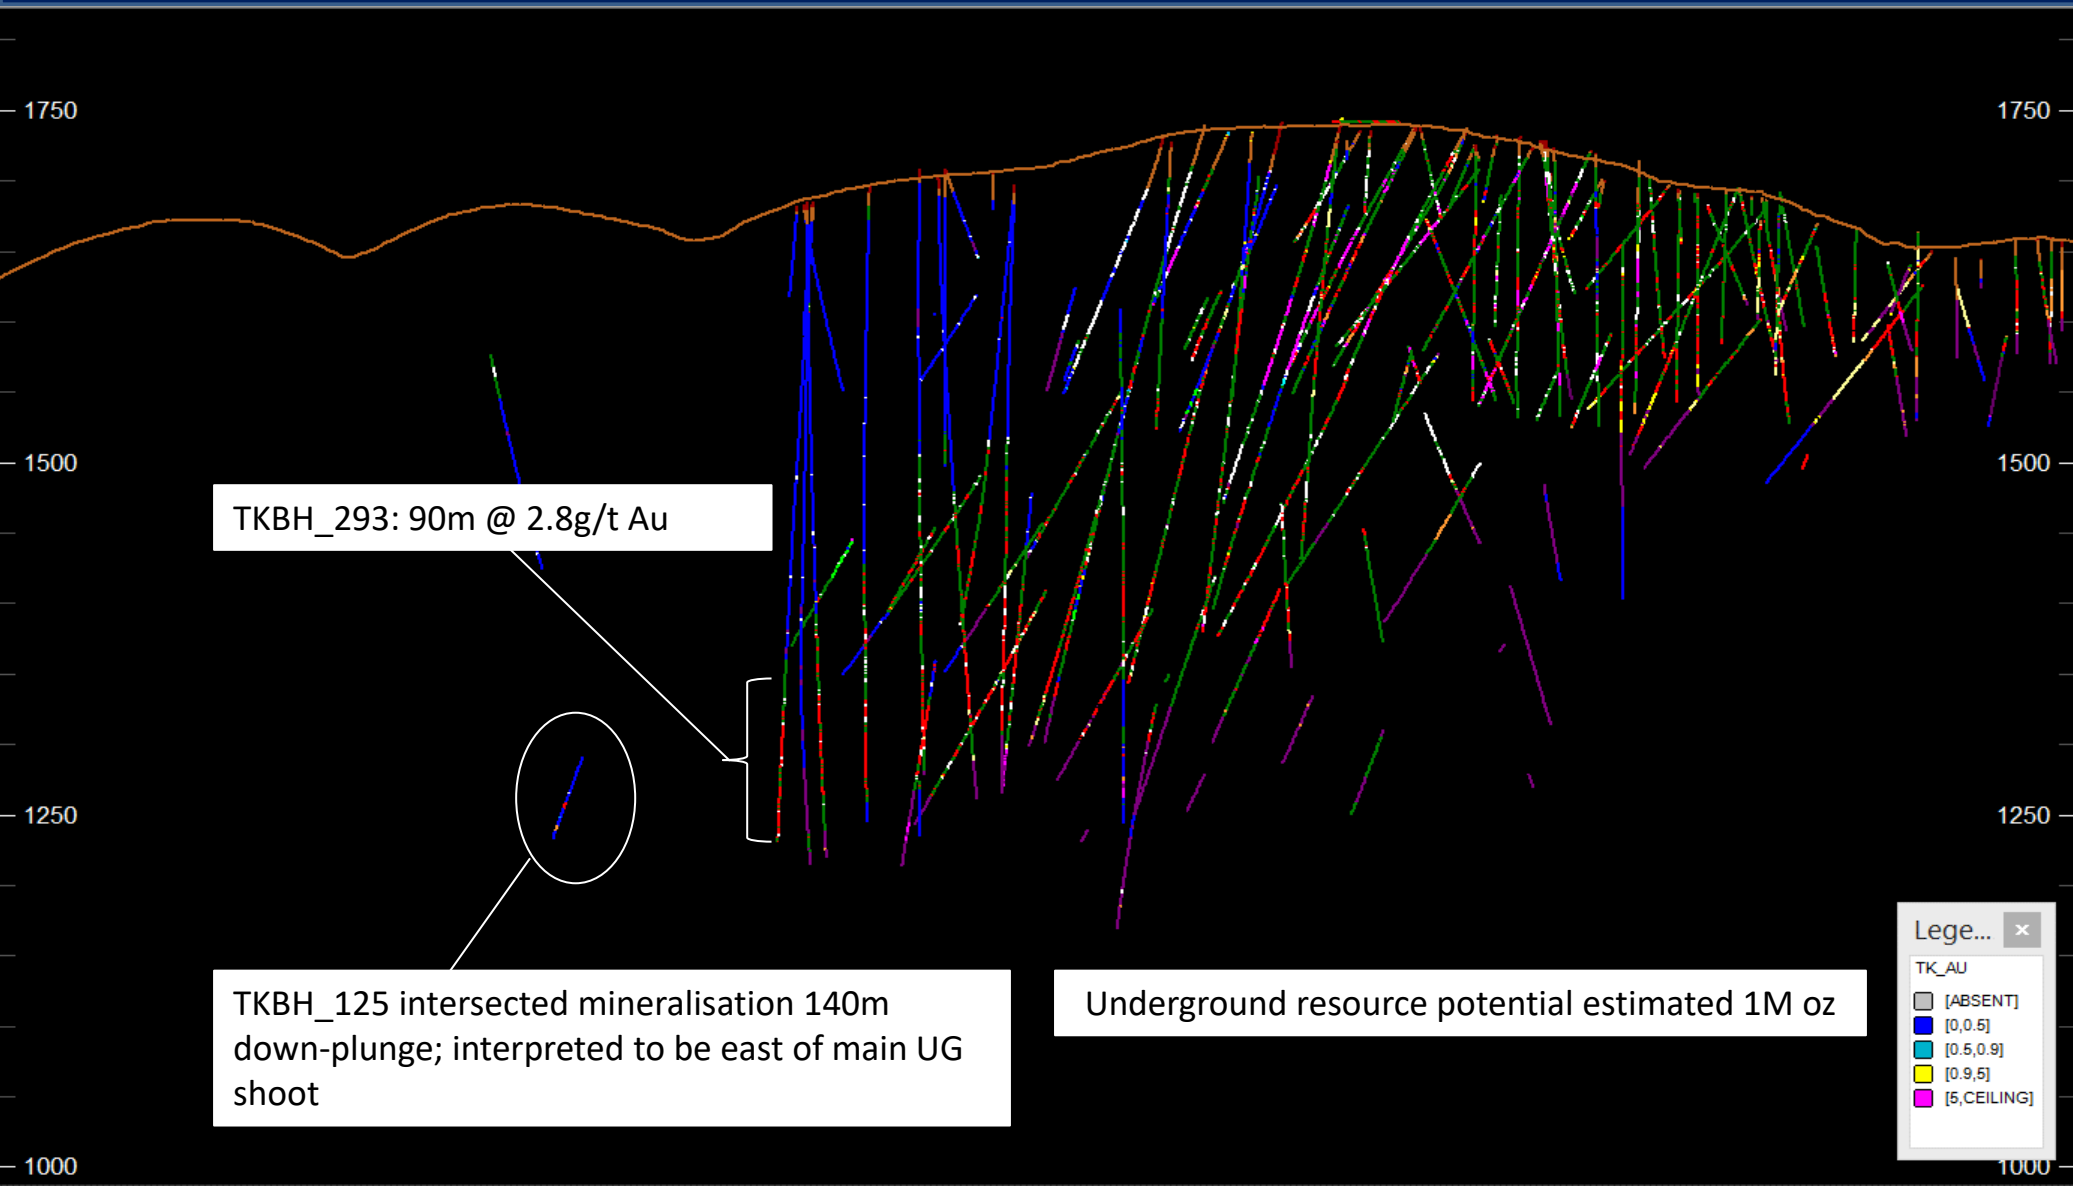 1750
1750
1500
1500
TKBH_293: 90m @ 2.8g/t Au
1250
1250
TKBH_125 intersected mineralisation 140m
down-plunge; interpreted to be east of main UG
shoot
Underground resource potential estimated 1M oz
Lege...
TK_AU
[ABSENT]
[0,0.5]
[0.5,0.9]
[0.9,5]
[5,CEILING]
1000
1000